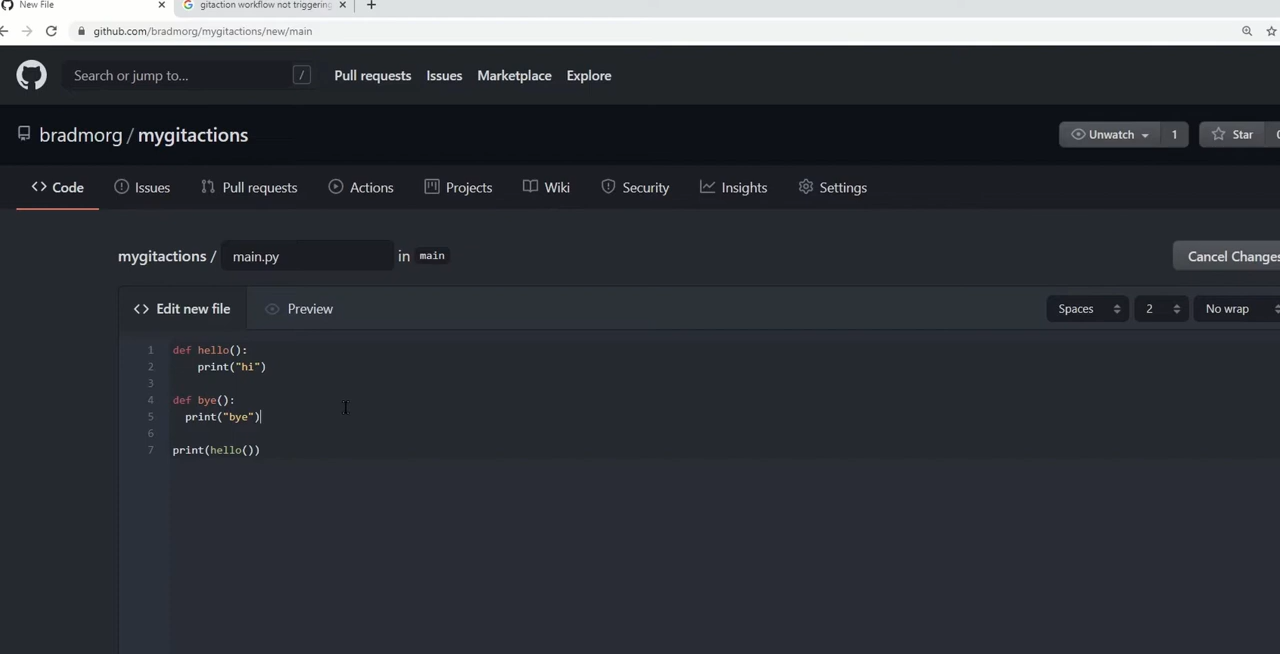 New File
gitaction workflow not triggering
github.com/bradmorg/mygitactions/new/main
Search or jump to... / Pull requests Issues Marketplace Explore
bradmorg / mygitactions Unwatch 1 Star
Code Issues Pull requests Actions Projects Wiki Security Insights Settings
mygitactions / main.py in main Cancel Changes
Edit new file Preview Spaces 2 No wrap
1 def hello():
2 print("hi")
3
4 def bye():
5 print("bye")
6
7 print(hello())